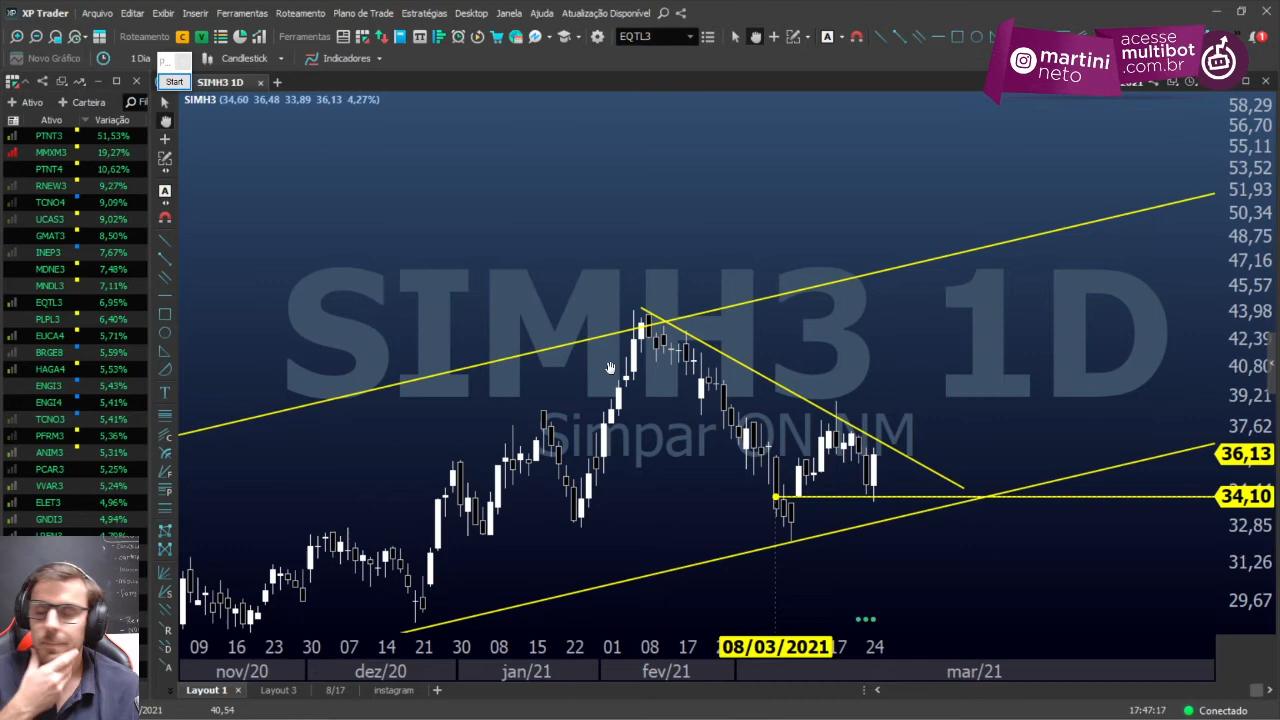 XP Trader Arquivo Editar Exibir Inserir Ferramentas Roteamento Plano de Trade Estratégias Desktop Janela Ajuda Atualização Disponível
Roteamento C V Ferramentas EQTL3 A
Novo Gráfico 1 Dia Candlestick Indicadores
P...
Start
martini
neto
acesse
multibot
.com.br
SIMH3 1D
Ativo Carteira Fil
Ativo Variação
SIMH3 (34,60 36,48 33,89 36,13 4,27%)
PTNT3 51,53%
MMXM3 19,27%
PTNT4 10,62%
RNEW3 9,27%
TCNO4 9,09%
UCAS3 9,02%
GMAT3 8,50%
INEP3 7,67%
MDNE3 7,48%
MNDL3 7,11%
EQTL3 6,95%
PLPL3 6,40%
EUCA4 5,71%
BRGE8 5,59%
HAGA4 5,53%
ENGI3 5,43%
ENGI4 5,41%
TCNO3 5,41%
PFRM3 5,36%
ANIM3 5,31%
PCAR3 5,25%
VVAR3 5,24%
ELET3 4,96%
GNDI3 4,94%
SIMH3 1D
Simpar ON NM
58,29
56,70
55,11
53,52
51,93
50,34
48,75
47,16
45,57
43,98
42,39
40,80
39,21
37,62
36,13
34,10
32,85
31,26
29,67
09 16 23 30 07 14 21 30 08 15 22 01 08 17 08/03/2021 17 24
nov/20 dez/20 jan/21 fev/21 mar/21
Layout 1 Layout 3 8/17 instagram
/2021 40,54 17:47:17 Conectado